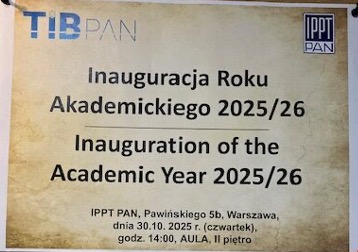 TIB PAN
IPPT
PAN
Inauguracja Roku
Akademickiego 2025/26
Inauguration of the
Academic Year 2025/26
IPPT PAN, Pawińskiego 5b, Warszawa,
dnia 30.10. 2025 r. (czwartek),
godz. 14:00, AULA, II piętro